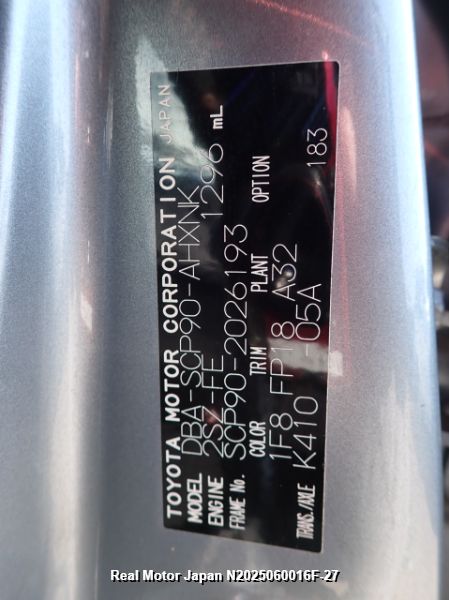 TOYOTA MOTOR CORPORATION JAPAN
MODEL DBA-SCP90-AHXNK
ENGINE 2SZ-FE 1296 mL
FRAME No. SCP90-2026193
COLOR TRIM PLANT OPTION
1F8 FP18 A32 183
TRANS./AXLE K410 -05A
Real Motor Japan N2025060016F-27